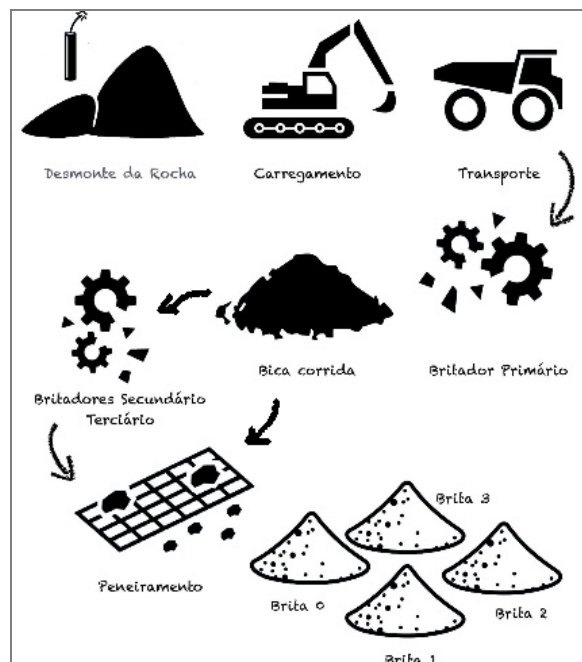 Desmonte da Rocha
Carregamento
Transporte
Bica corrida
Britador Primário
Britadores Secundário
Terciário
Peneiramento
Brita 3
Brita 0
Brita 2
Brita 1